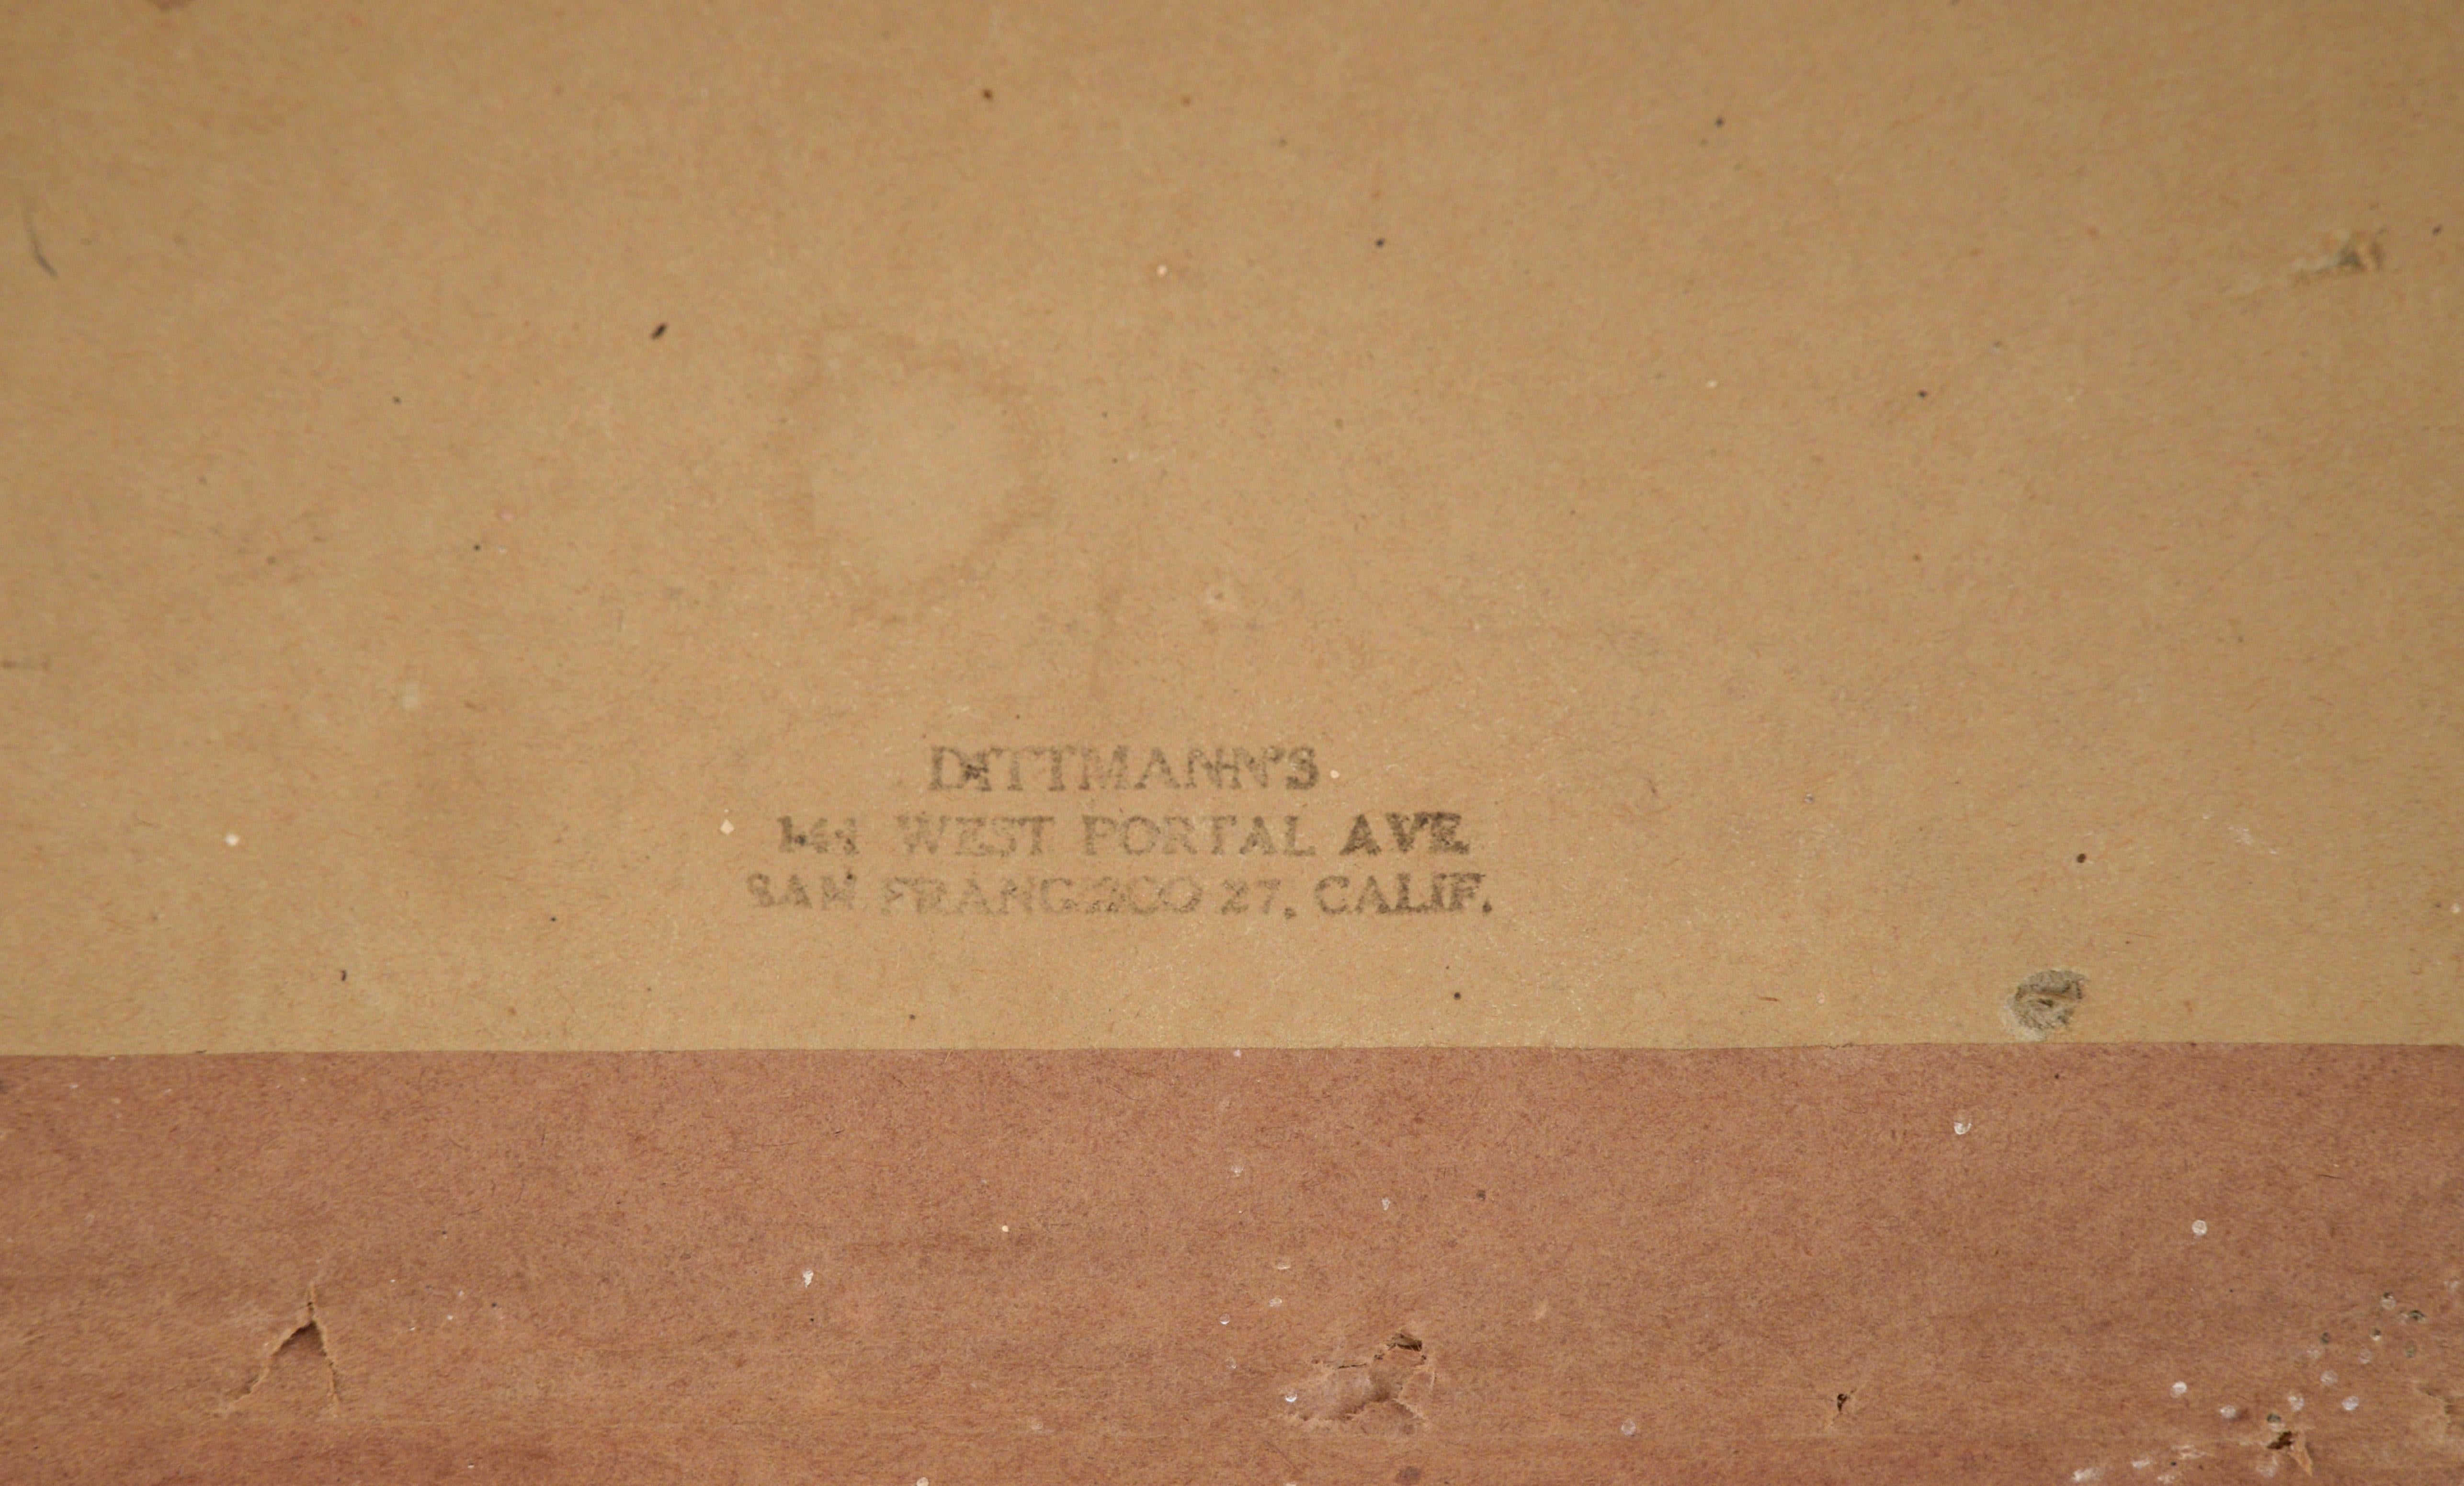 DITTMANN'S
WEST PORTAL AVE.
SAN FRANCISCO 27, CALIF.